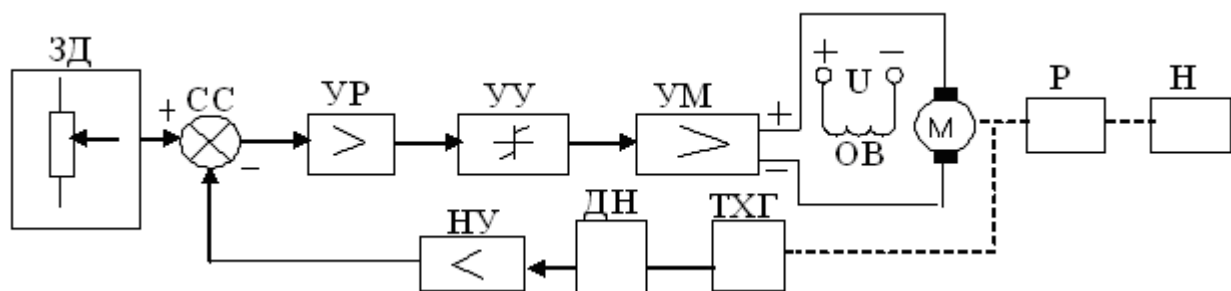 ЗД
СС
УР
УУ
УМ
U
ОВ
М
Р
Н
НУ
ДН
ТХГ
+
−
+
−
+
−